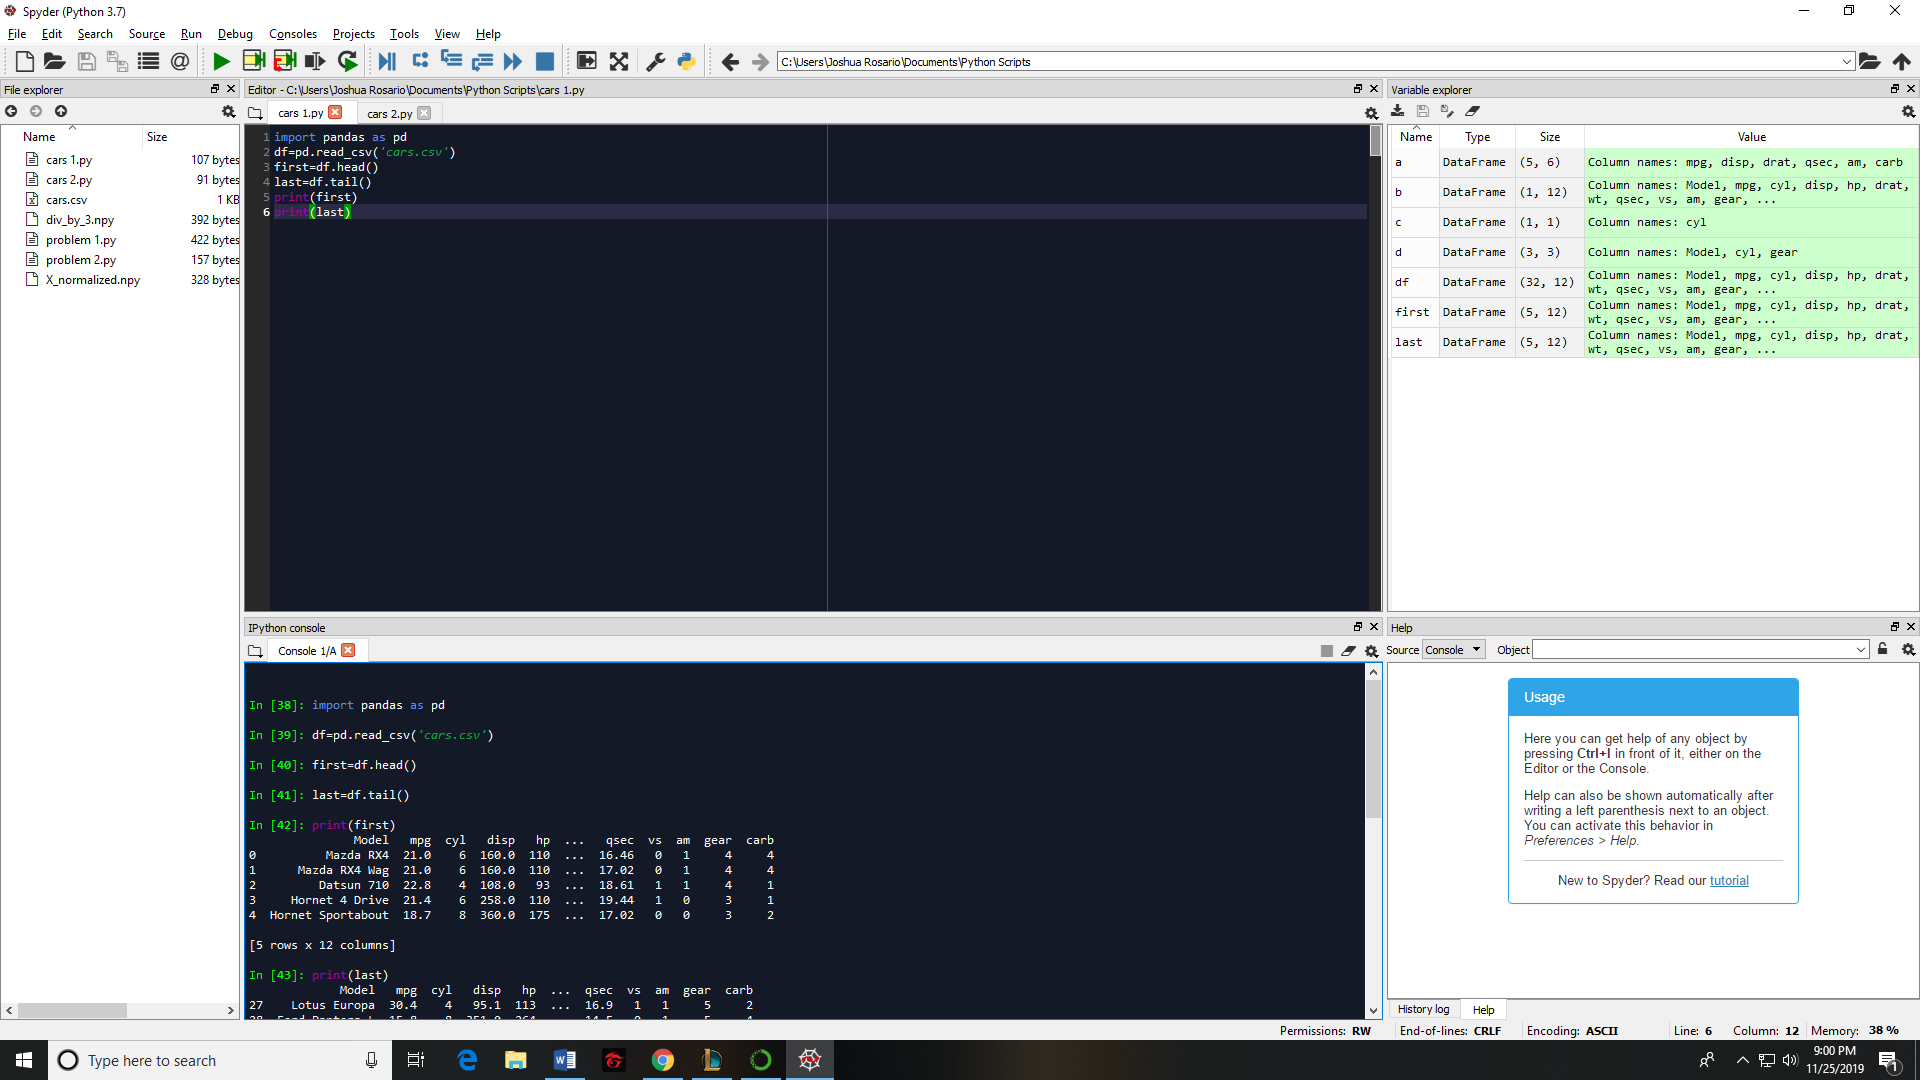 Spyder (Python 3.7)
File Edit Search Source Run Debug Consoles Projects Tools View Help
C:\Users\Joshua Rosario\Documents\Python Scripts
File explorer
Name Size
cars 1.py 107 bytes
cars 2.py 91 bytes
cars.csv 1 KB
div_by_3.npy 392 bytes
problem 1.py 422 bytes
problem 2.py 157 bytes
X_normalized.npy 328 bytes
Editor - C:\Users\Joshua Rosario\Documents\Python Scripts\cars 1.py
cars 1.py cars 2.py
1 import pandas as pd
2 df=pd.read_csv('cars.csv')
3 first=df.head()
4 last=df.tail()
5 print(first)
6 print(last)
Variable explorer
Name Type Size Value
a DataFrame (5, 6) Column names: mpg, disp, drat, qsec, am, carb
b DataFrame (1, 12) Column names: Model, mpg, cyl, disp, hp, drat,
wt, qsec, vs, am, gear, ...
c DataFrame (1, 1) Column names: cyl
d DataFrame (3, 3) Column names: Model, cyl, gear
df DataFrame (32, 12) Column names: Model, mpg, cyl, disp, hp, drat,
wt, qsec, vs, am, gear, ...
first DataFrame (5, 12) Column names: Model, mpg, cyl, disp, hp, drat,
wt, qsec, vs, am, gear, ...
last DataFrame (5, 12) Column names: Model, mpg, cyl, disp, hp, drat,
wt, qsec, vs, am, gear, ...
IPython console
Console 1/A
In [38]: import pandas as pd
In [39]: df=pd.read_csv('cars.csv')
In [40]: first=df.head()
In [41]: last=df.tail()
In [42]: print(first)
Model mpg cyl disp hp ... qsec vs am gear carb
0 Mazda RX4 21.0 6 160.0 110 ... 16.46 0 1 4 4
1 Mazda RX4 Wag 21.0 6 160.0 110 ... 17.02 0 1 4 4
2 Datsun 710 22.8 4 108.0 93 ... 18.61 1 1 4 1
3 Hornet 4 Drive 21.4 6 258.0 110 ... 19.44 1 0 3 1
4 Hornet Sportabout 18.7 8 360.0 175 ... 17.02 0 0 3 2
[5 rows x 12 columns]
In [43]: print(last)
Model mpg cyl disp hp ... qsec vs am gear carb
27 Lotus Europa 30.4 4 95.1 113 ... 16.9 1 1 5 2
Help
Source Console Object
Usage
Here you can get help of any object by
pressing Ctrl+I in front of it, either on the
Editor or the Console.
Help can also be shown automatically after
writing a left parenthesis next to an object.
You can activate this behavior in
Preferences > Help.
New to Spyder? Read our tutorial
History log Help
Permissions: RW End-of-lines: CRLF Encoding: ASCII Line: 6 Column: 12 Memory: 38 %
Type here to search
9:00 PM
11/25/2019
1